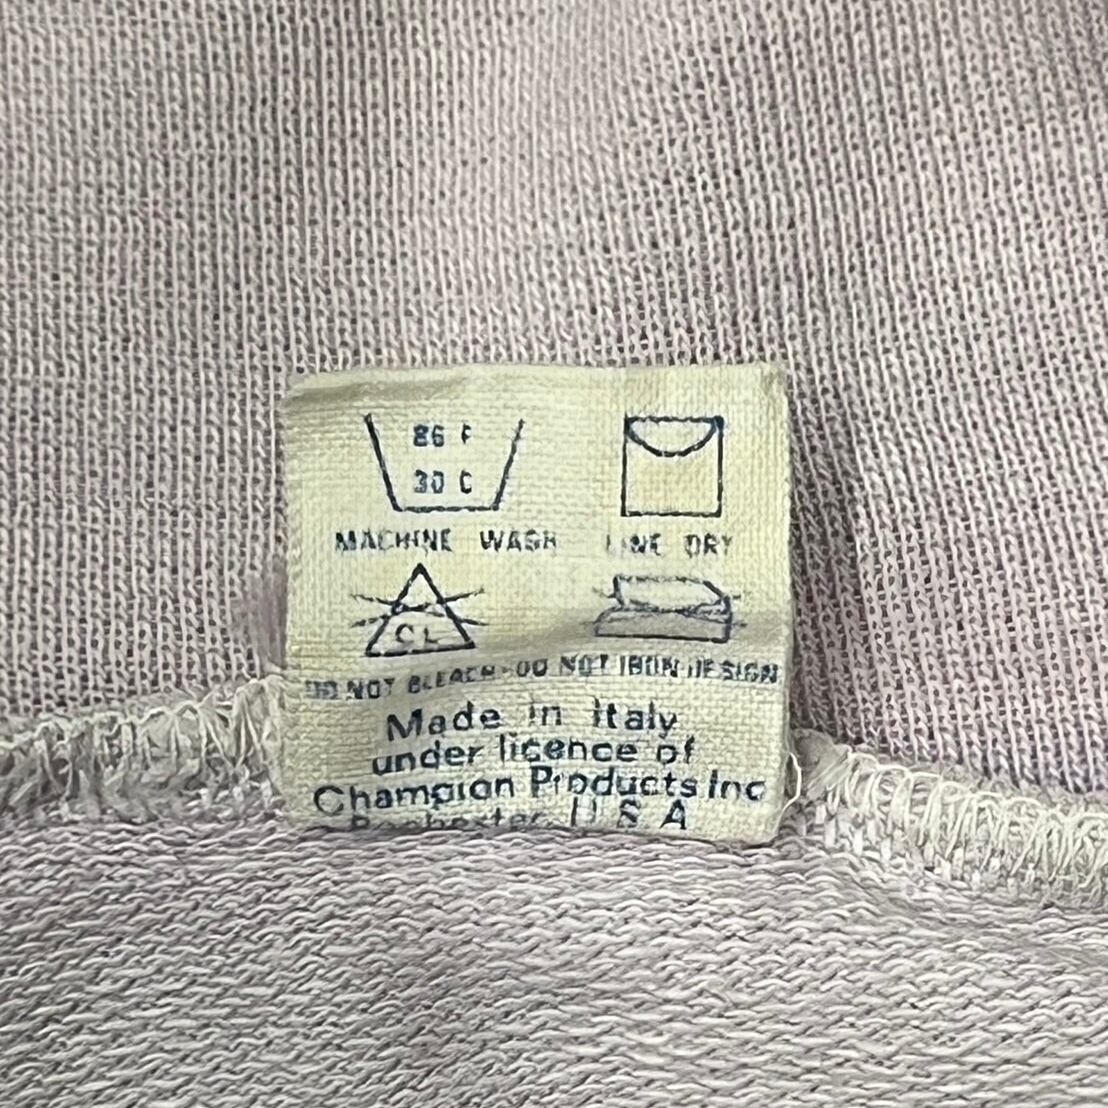 86 F
30 C
MACHINE WASH LINE DRY
CL
DO NOT BLEACH-DO NOT IRON DESIGN
Made in Italy
under licence of
Champion Products Inc
Rochester U S A